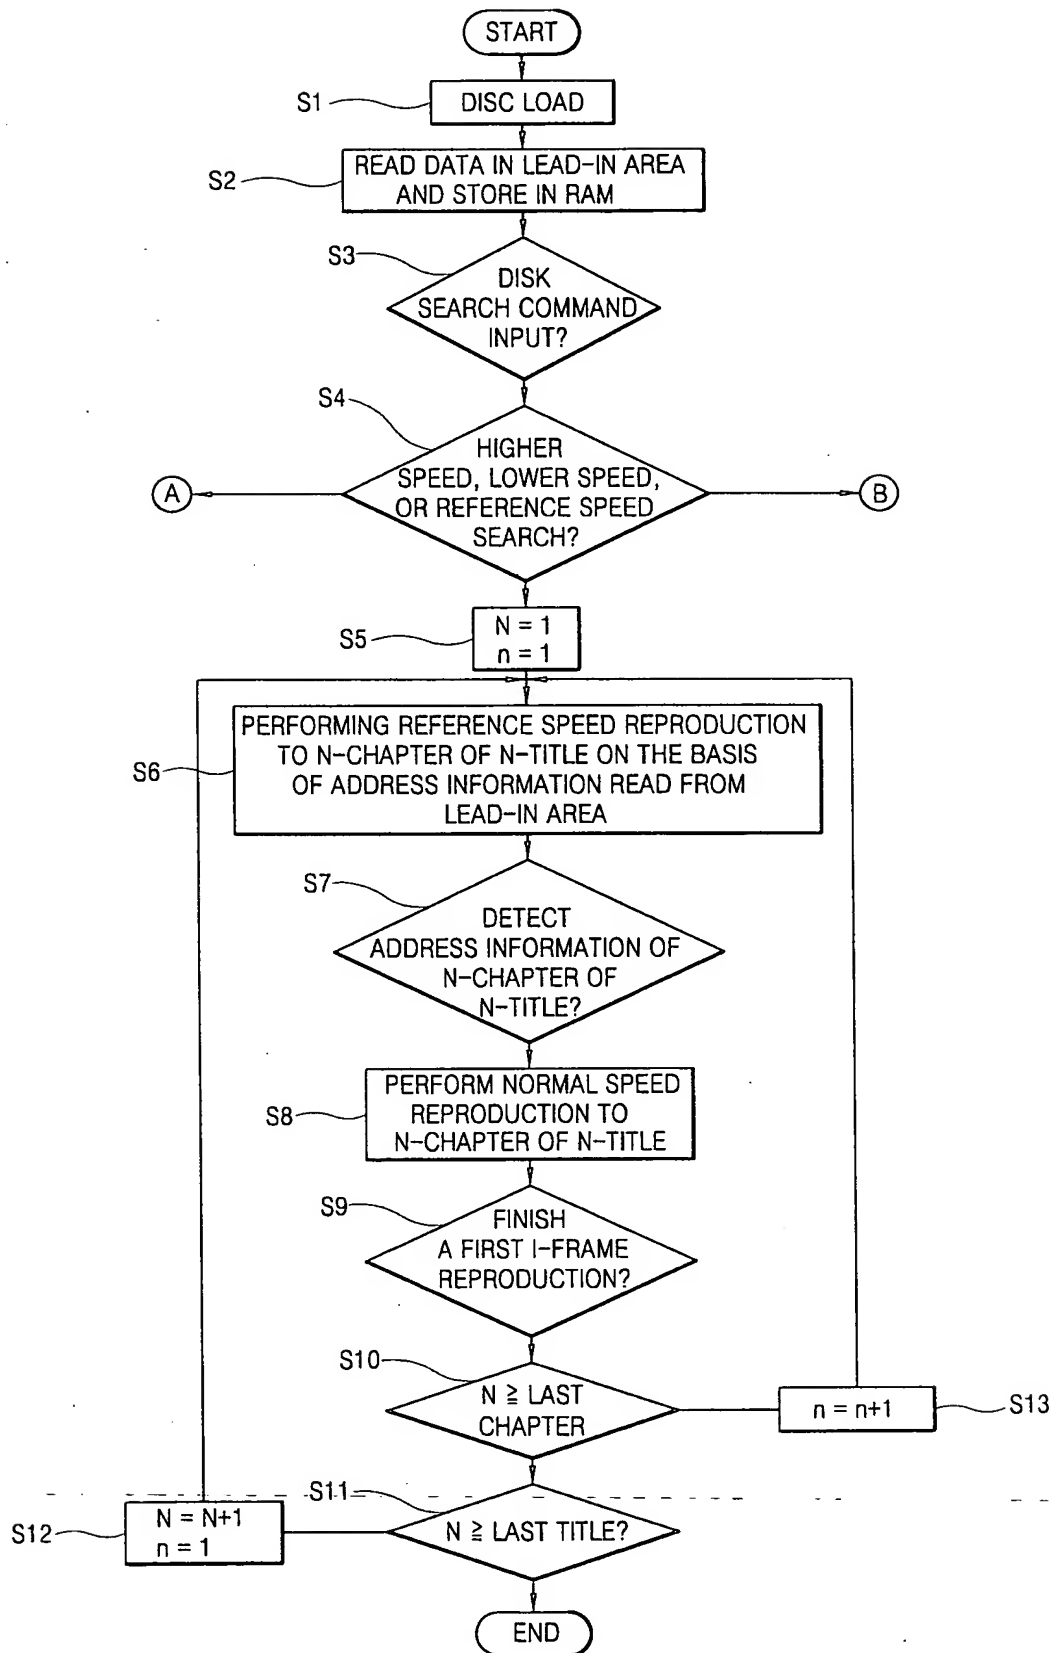 START
S1
DISC LOAD
S2
READ DATA IN LEAD-IN AREA
AND STORE IN RAM
S3
DISK
SEARCH COMMAND
INPUT?
S4
HIGHER
SPEED, LOWER SPEED,
OR REFERENCE SPEED
SEARCH?
A
B
S5
N = 1
n = 1
S6
PERFORMING REFERENCE SPEED REPRODUCTION
TO N-CHAPTER OF N-TITLE ON THE BASIS
OF ADDRESS INFORMATION READ FROM
LEAD-IN AREA
S7
DETECT
ADDRESS INFORMATION OF
N-CHAPTER OF
N-TITLE?
S8
PERFORM NORMAL SPEED
REPRODUCTION TO
N-CHAPTER OF N-TITLE
S9
FINISH
A FIRST I-FRAME
REPRODUCTION?
S10
N ≧ LAST
CHAPTER
n = n+1
S13
S11
N ≧ LAST TITLE?
S12
N = N+1
n = 1
END